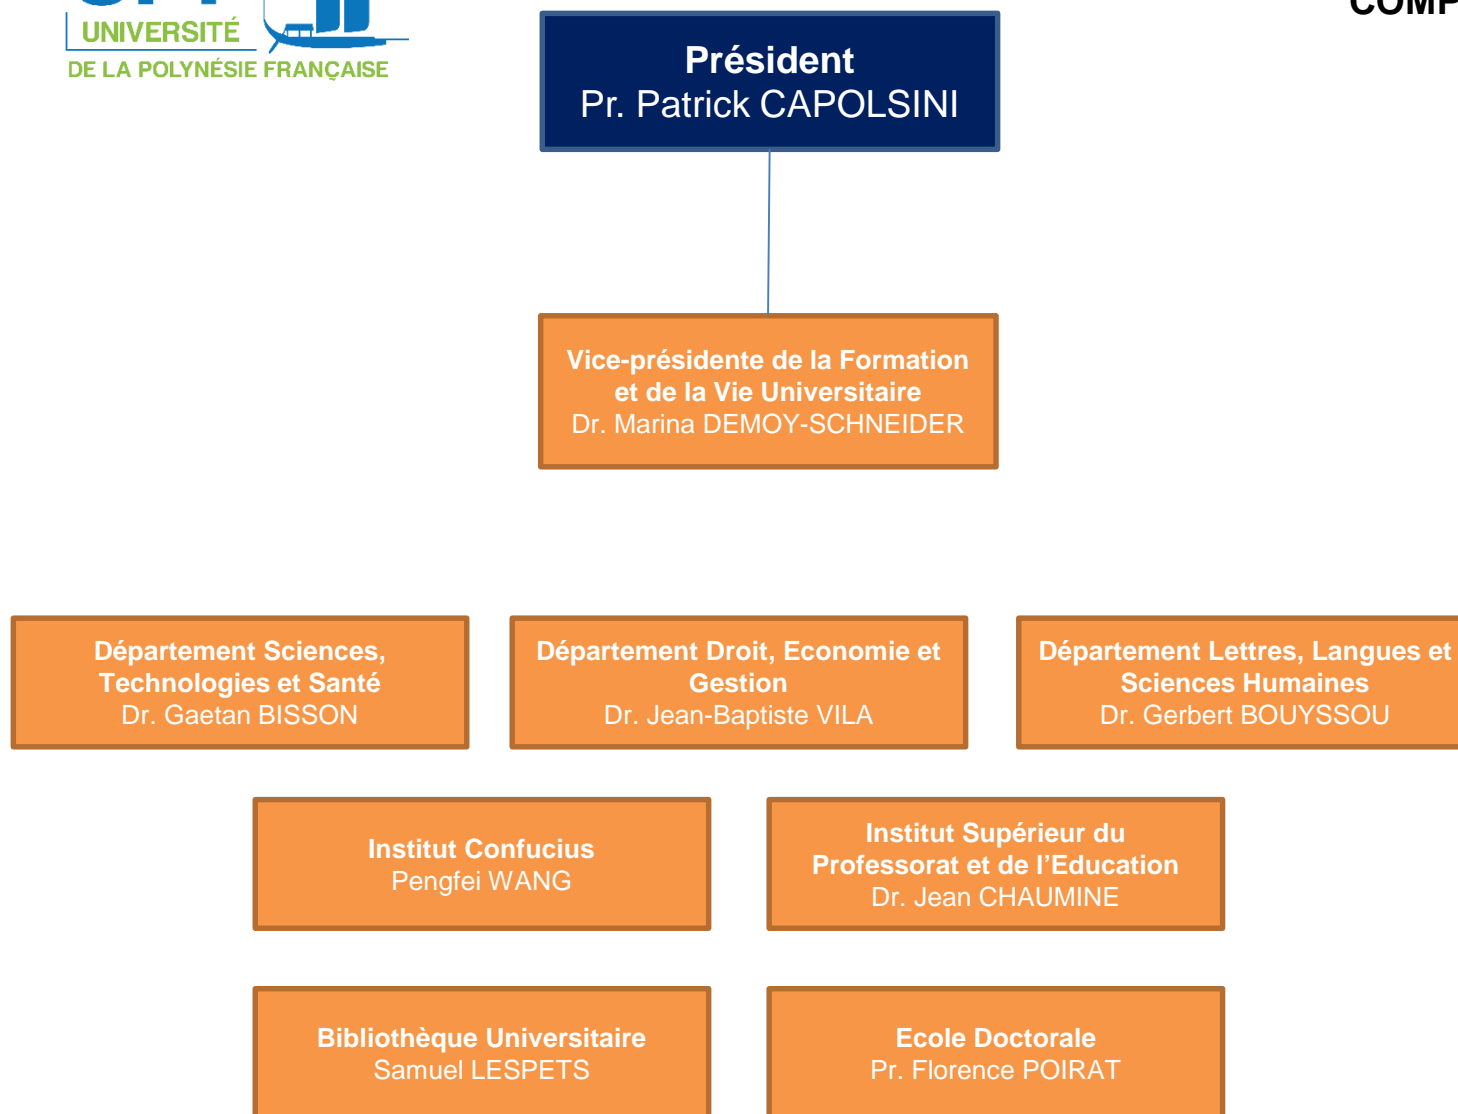 COMP
UNIVERSITÉ
DE LA POLYNÉSIE FRANÇAISE
Président
Pr. Patrick CAPOLSINI
Vice-présidente de la Formation
et de la Vie Universitaire
Dr. Marina DEMOY-SCHNEIDER
Département Sciences,
Technologies et Santé
Dr. Gaetan BISSON
Département Droit, Economie et
Gestion
Dr. Jean-Baptiste VILA
Département Lettres, Langues et
Sciences Humaines
Dr. Gerbert BOUYSSOU
Institut Confucius
Pengfei WANG
Institut Supérieur du
Professorat et de l’Education
Dr. Jean CHAUMINE
Bibliothèque Universitaire
Samuel LESPETS
Ecole Doctorale
Pr. Florence POIRAT